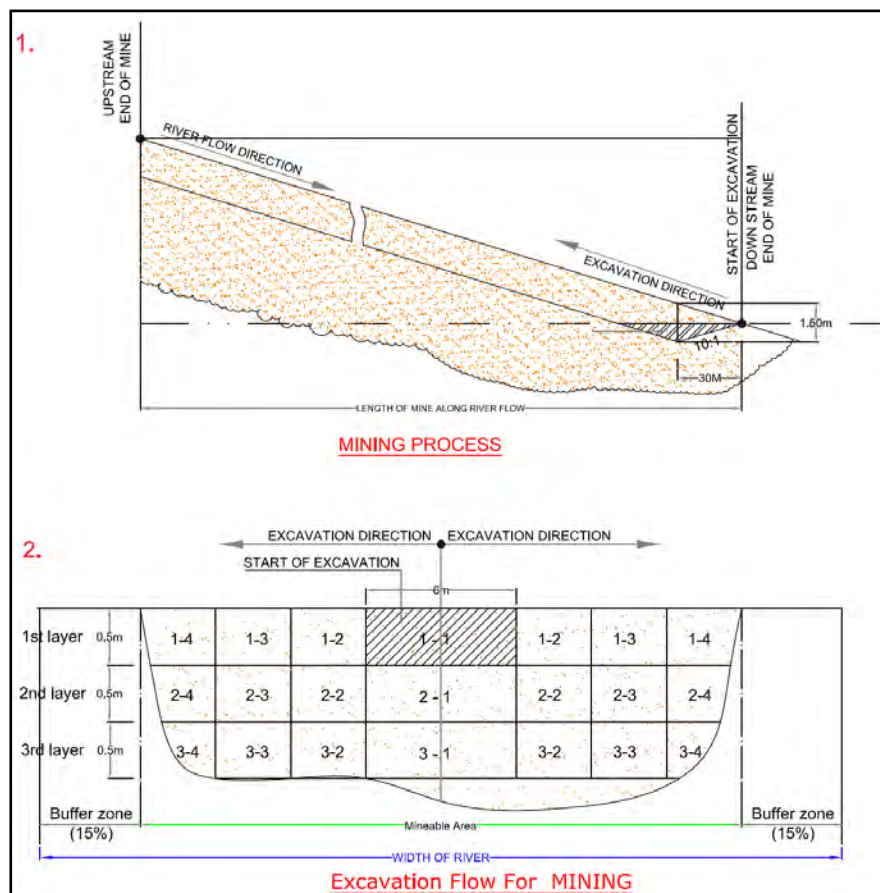 1.
UPSTREAM
END OF MINE
RIVER FLOW DIRECTION
START OF EXCAVATION
DOWN STREAM
END OF MINE
EXCAVATION DIRECTION
1.50m
10:1
30M
LENGTH OF MINE ALONG RIVER FLOW
MINING PROCESS
2.
EXCAVATION DIRECTION EXCAVATION DIRECTION
START OF EXCAVATION
6m
1st layer 0.5m 1-4 1-3 1-2 1 - 1 1-2 1-3 1-4
2nd layer 0.5m 2-4 2-3 2-2 2 - 1 2-2 2-3 2-4
3rd layer 0.5m 3-4 3-3 3-2 3 - 1 3-2 3-3 3-4
Buffer zone
(15%)
Mineable Area
Buffer zone
(15%)
WIDTH OF RIVER
Excavation Flow For MINING